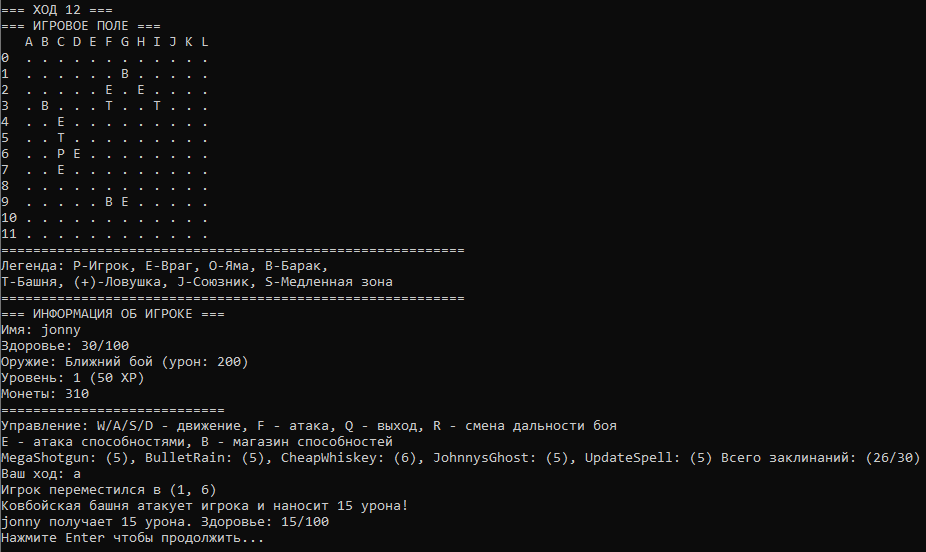 === ХОД 12 ===
=== ИГРОВОЕ ПОЛЕ ===
   A B C D E F G H I J K L
0  . . . . . . . . . . . .
1  . . . . . . B . . . . .
2  . . . . . E . E . . . .
3  . B . . . T . . T . . .
4  . . E . . . . . . . . .
5  . . T . . . . . . . . .
6  . . P E . . . . . . . .
7  . . E . . . . . . . . .
8  . . . . . . . . . . . .
9  . . . . . B E . . . . .
10 . . . . . . . . . . . .
11 . . . . . . . . . . . .
==========================================================
Легенда: P-Игрок, E-Враг, O-Яма, B-Барак,
T-Башня, (+)-Ловушка, J-Союзник, S-Медленная зона
==========================================================
=== ИНФОРМАЦИЯ ОБ ИГРОКЕ ===
Имя: jonny
Здоровье: 30/100
Оружие: Ближний бой (урон: 200)
Уровень: 1 (50 XP)
Монеты: 310
============================
Управление: W/A/S/D - движение, F - атака, Q - выход, R - смена дальности боя
E - атака способностями, B - магазин способностей
MegaShotgun: (5), BulletRain: (5), CheapWhiskey: (6), JohnnysGhost: (5), UpdateSpell: (5) Всего заклинаний: (26/30)
Ваш ход: a
Игрок переместился в (1, 6)
Ковбойская башня атакует игрока и наносит 15 урона!
jonny получает 15 урона. Здоровье: 15/100
Нажмите Enter чтобы продолжить...